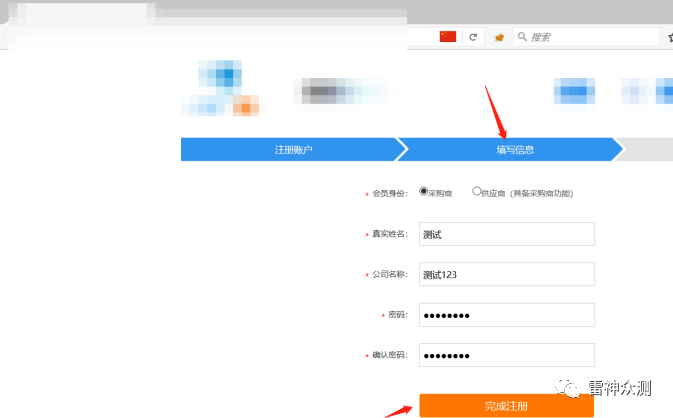 搜索
注册账户 填写信息
* 会员身份： 采购商 供应商（具备采购商功能）
* 真实姓名： 测试
* 公司名称： 测试123
* 密码： ●●●●●●●●
* 确认密码： ●●●●●●●●
完成注册
雷神众测